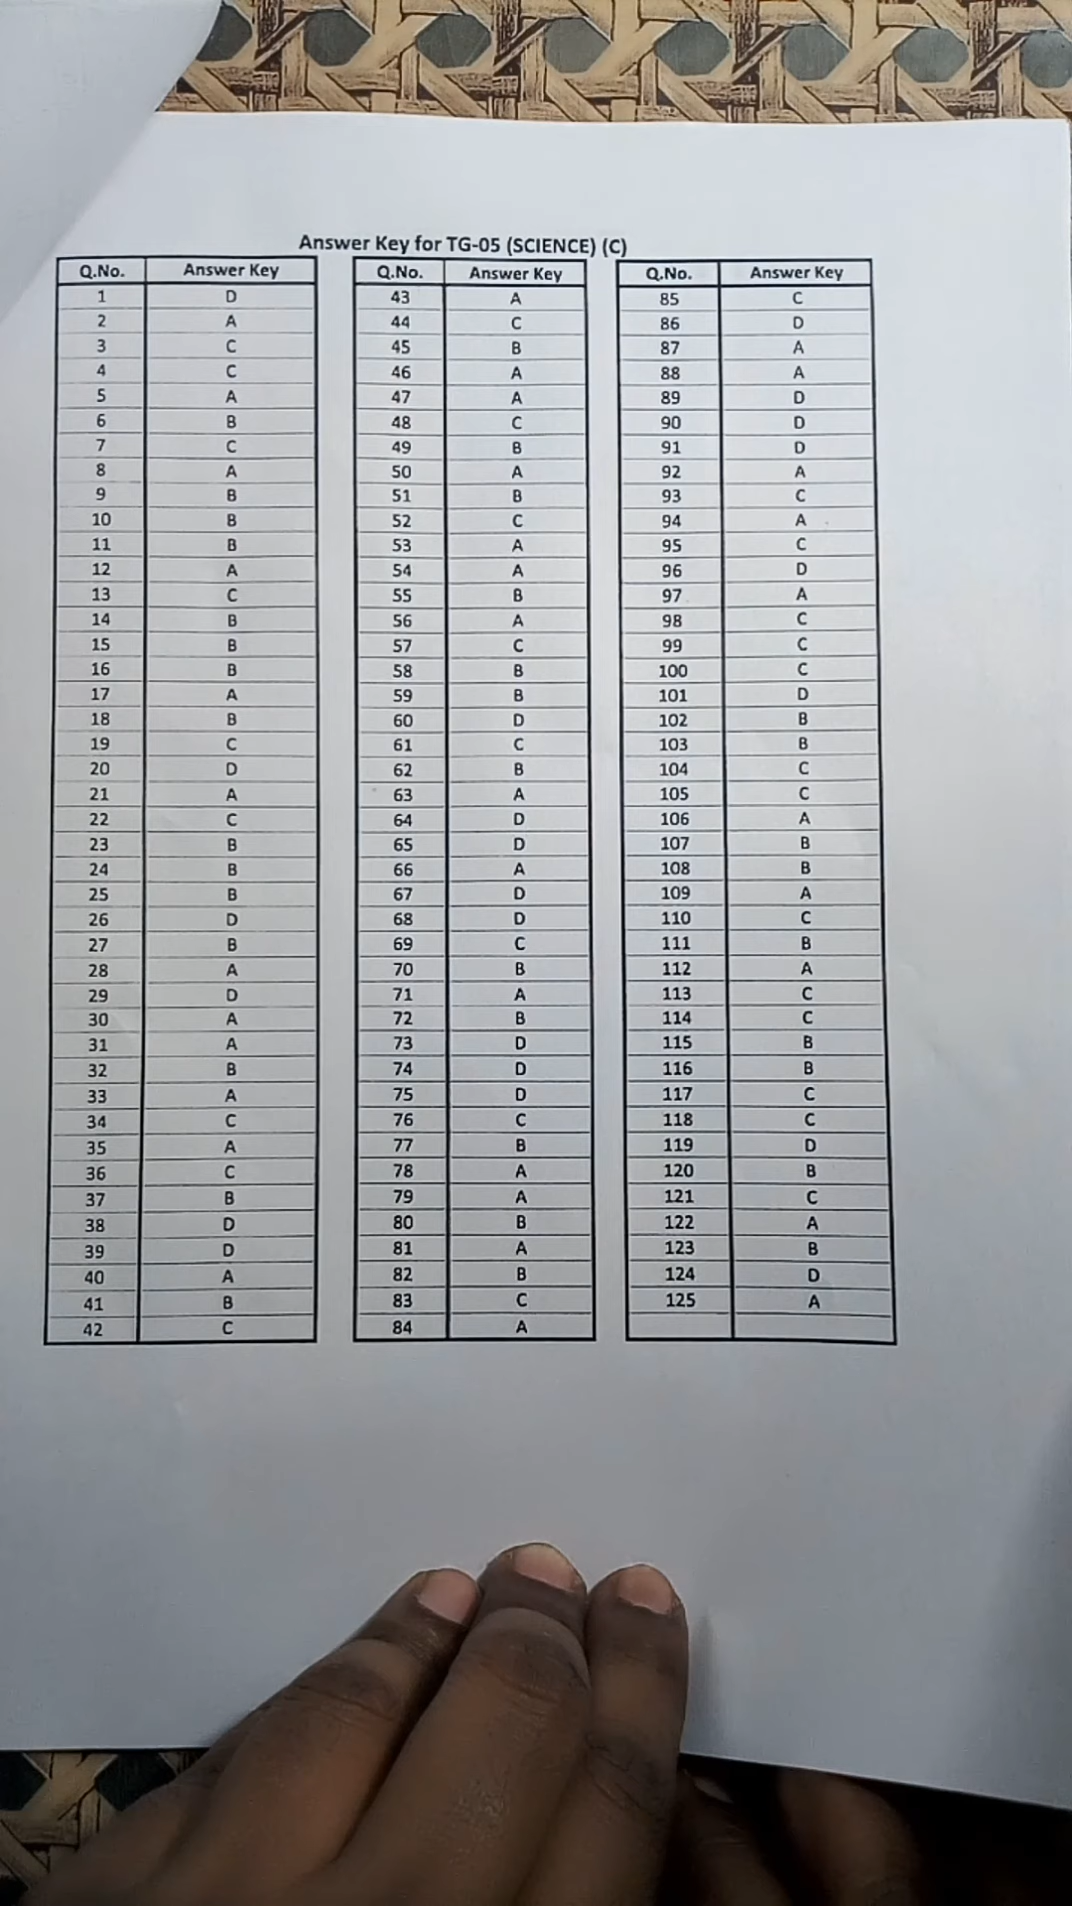 Answer Key for TG-05 (SCIENCE) (C)
Q.No. Answer Key Q.No. Answer Key Q.No. Answer Key
1 D 43 A 85 C
2 A 44 C 86 D
3 C 45 B 87 A
4 C 46 A 88 A
5 A 47 A 89 D
6 B 48 C 90 D
7 C 49 B 91 D
8 A 50 A 92 A
9 B 51 B 93 C
10 B 52 C 94 A
11 B 53 A 95 C
12 A 54 A 96 D
13 C 55 B 97 A
14 B 56 A 98 C
15 B 57 C 99 C
16 B 58 B 100 C
17 A 59 B 101 D
18 B 60 D 102 B
19 C 61 C 103 B
20 D 62 B 104 C
21 A 63 A 105 C
22 C 64 D 106 A
23 B 65 D 107 B
24 B 66 A 108 B
25 B 67 D 109 A
26 D 68 D 110 C
27 B 69 C 111 B
28 A 70 B 112 A
29 D 71 A 113 C
30 A 72 B 114 C
31 A 73 D 115 B
32 B 74 D 116 B
33 A 75 D 117 C
34 C 76 C 118 C
35 A 77 B 119 D
36 C 78 A 120 B
37 B 79 A 121 C
38 D 80 B 122 A
39 D 81 A 123 B
40 A 82 B 124 D
41 B 83 C 125 A
42 C 84 A